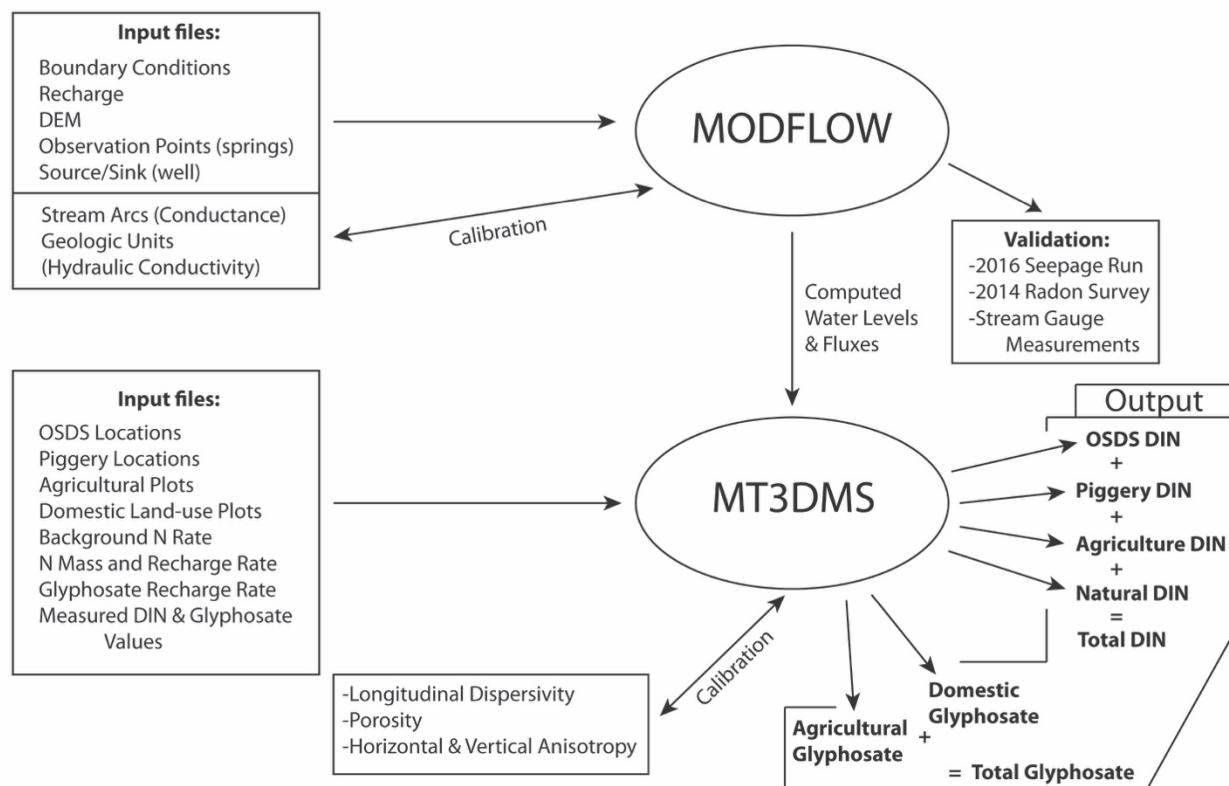 Input files:
Boundary Conditions
Recharge
DEM
Observation Points (springs)
Source/Sink (well)
Stream Arcs (Conductance)
Geologic Units
(Hydraulic Conductivity)
Calibration
MODFLOW
Validation:
-2016 Seepage Run
-2014 Radon Survey
-Stream Gauge
Measurements
Computed
Water Levels
& Fluxes
Input files:
OSDS Locations
Piggery Locations
Agricultural Plots
Domestic Land-use Plots
Background N Rate
N Mass and Recharge Rate
Glyphosate Recharge Rate
Measured DIN & Glyphosate
Values
MT3DMS
Calibration
-Longitudinal Dispersivity
-Porosity
-Horizontal & Vertical Anisotropy
Output
OSDS DIN
+
Piggery DIN
+
Agriculture DIN
+
Natural DIN
=
Total DIN
Domestic
Glyphosate
+
Agricultural
Glyphosate
= Total Glyphosate